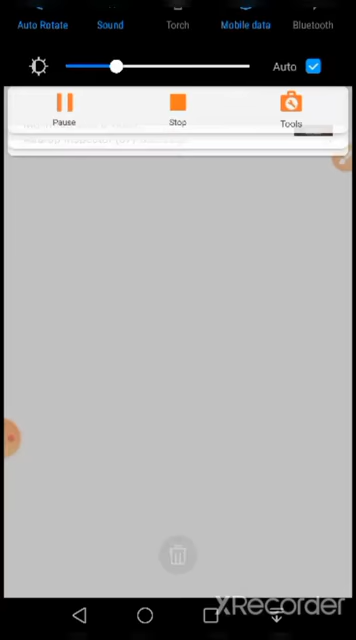 Auto Rotate Sound Torch Mobile data Bluetooth
Auto
Pause Stop Tools
XRecorder